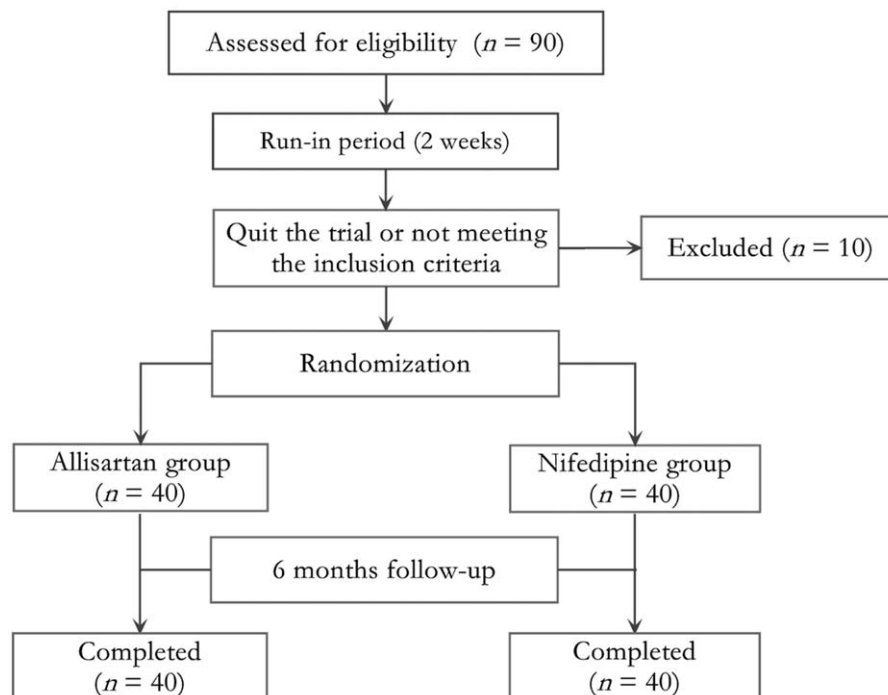 Assessed for eligibility (n = 90)
Run-in period (2 weeks)
Quit the trial or not meeting
the inclusion criteria
Excluded (n = 10)
Randomization
Allisartan group
(n = 40)
Nifedipine group
(n = 40)
6 months follow-up
Completed
(n = 40)
Completed
(n = 40)